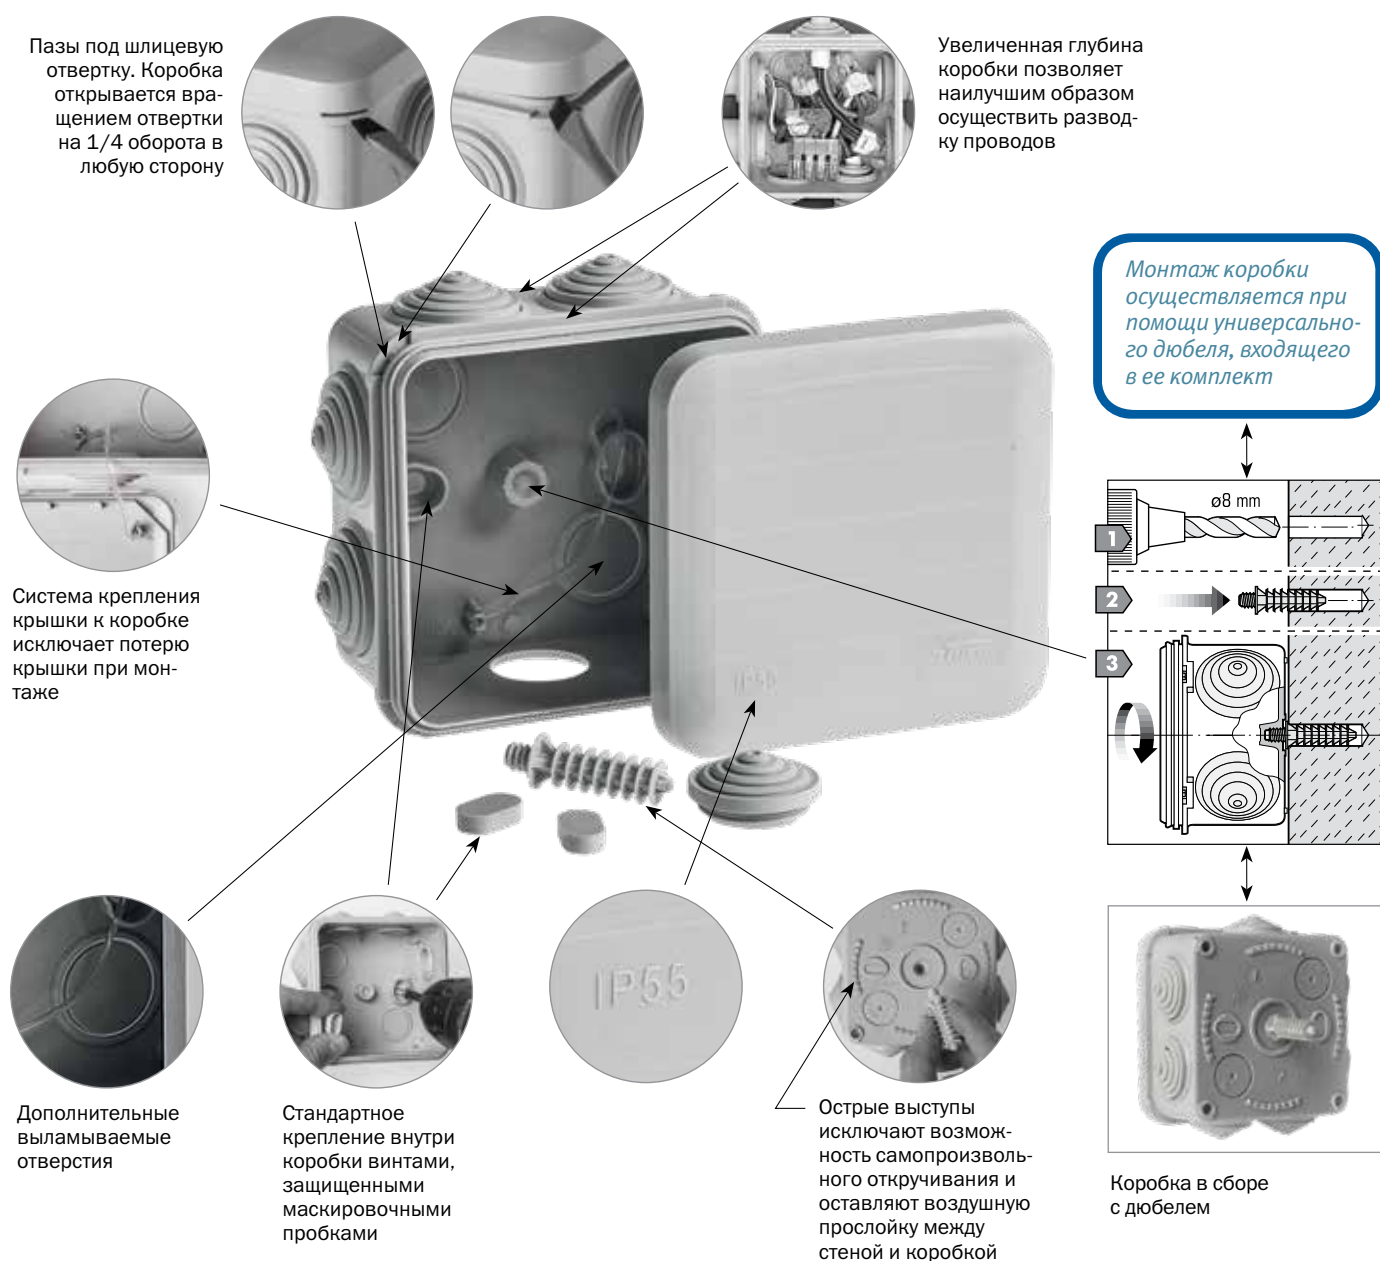 Пазы под шлицевую
отвертку. Коробка
открывается вра-
щением отвертки
на 1/4 оборота в
любую сторону
Увеличенная глубина
коробки позволяет
наилучшим образом
осуществить развод-
ку проводов
Монтаж коробки
осуществляется при
помощи универсально-
го дюбеля, входящего
в ее комплект
ø8 mm
1
2
3
Система крепления
крышки к коробке
исключает потерю
крышки при мон-
таже
IP55
IP55
Дополнительные
выламываемые
отверстия
Стандартное
крепление внутри
коробки винтами,
защищенными
маскировочными
пробками
Острые выступы
исключают возмож-
ность самопроизволь-
ного откручивания и
оставляют воздушную
прослойку между
стеной и коробкой
Коробка в сборе
с дюбелем